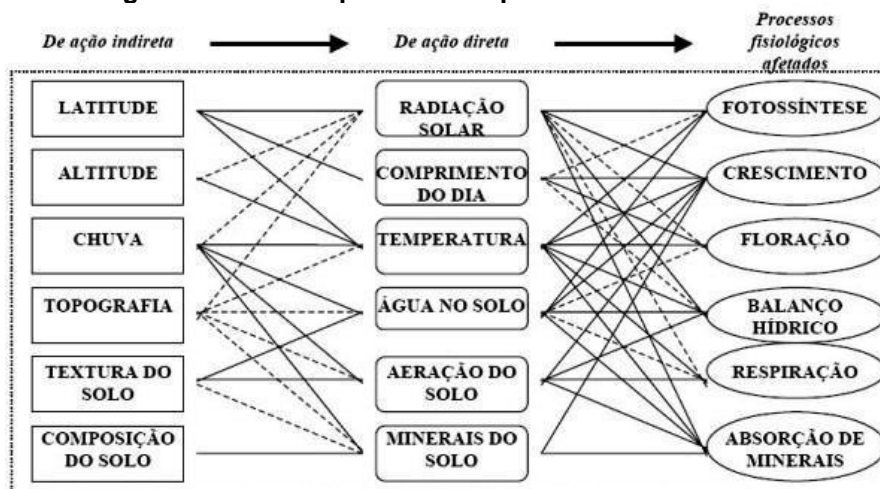 De ação indireta
De ação direta
Processos
fisiológicos
afetados
LATITUDE
RADIAÇÃO
SOLAR
FOTOSSÍNTESE
ALTITUDE
COMPRIMENTO
DO DIA
CRESCIMENTO
CHUVA
TEMPERATURA
FLORAÇÃO
TOPOGRAFIA
ÁGUA NO SOLO
BALANÇO
HÍDRICO
TEXTURA DO
SOLO
AERAÇÃO DO
SOLO
RESPIRAÇÃO
COMPOSIÇÃO
DO SOLO
MINERAIS DO
SOLO
ABSORÇÃO DE
MINERAIS